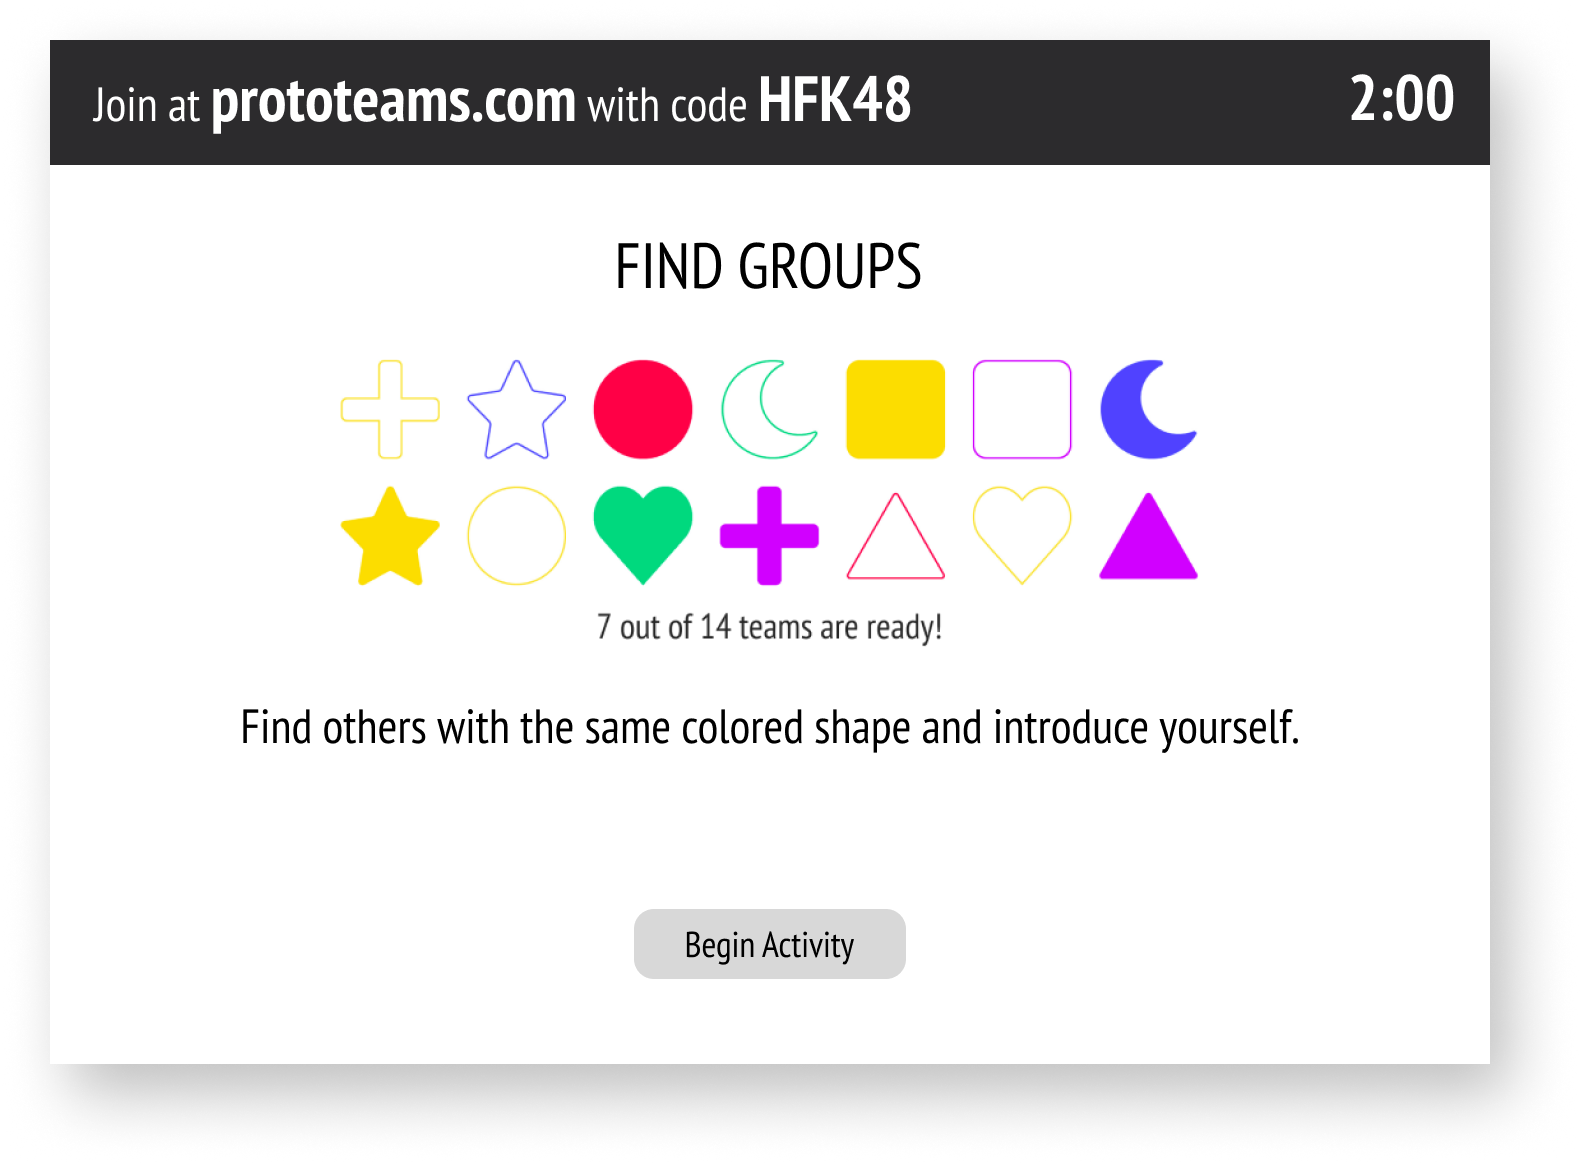 Join at prototeams.com with code HFK48 2:00
FIND GROUPS
7 out of 14 teams are ready!
Find others with the same colored shape and introduce yourself.
Begin Activity